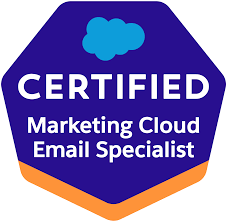 CERTIFIED
Marketing Cloud
Email Specialist